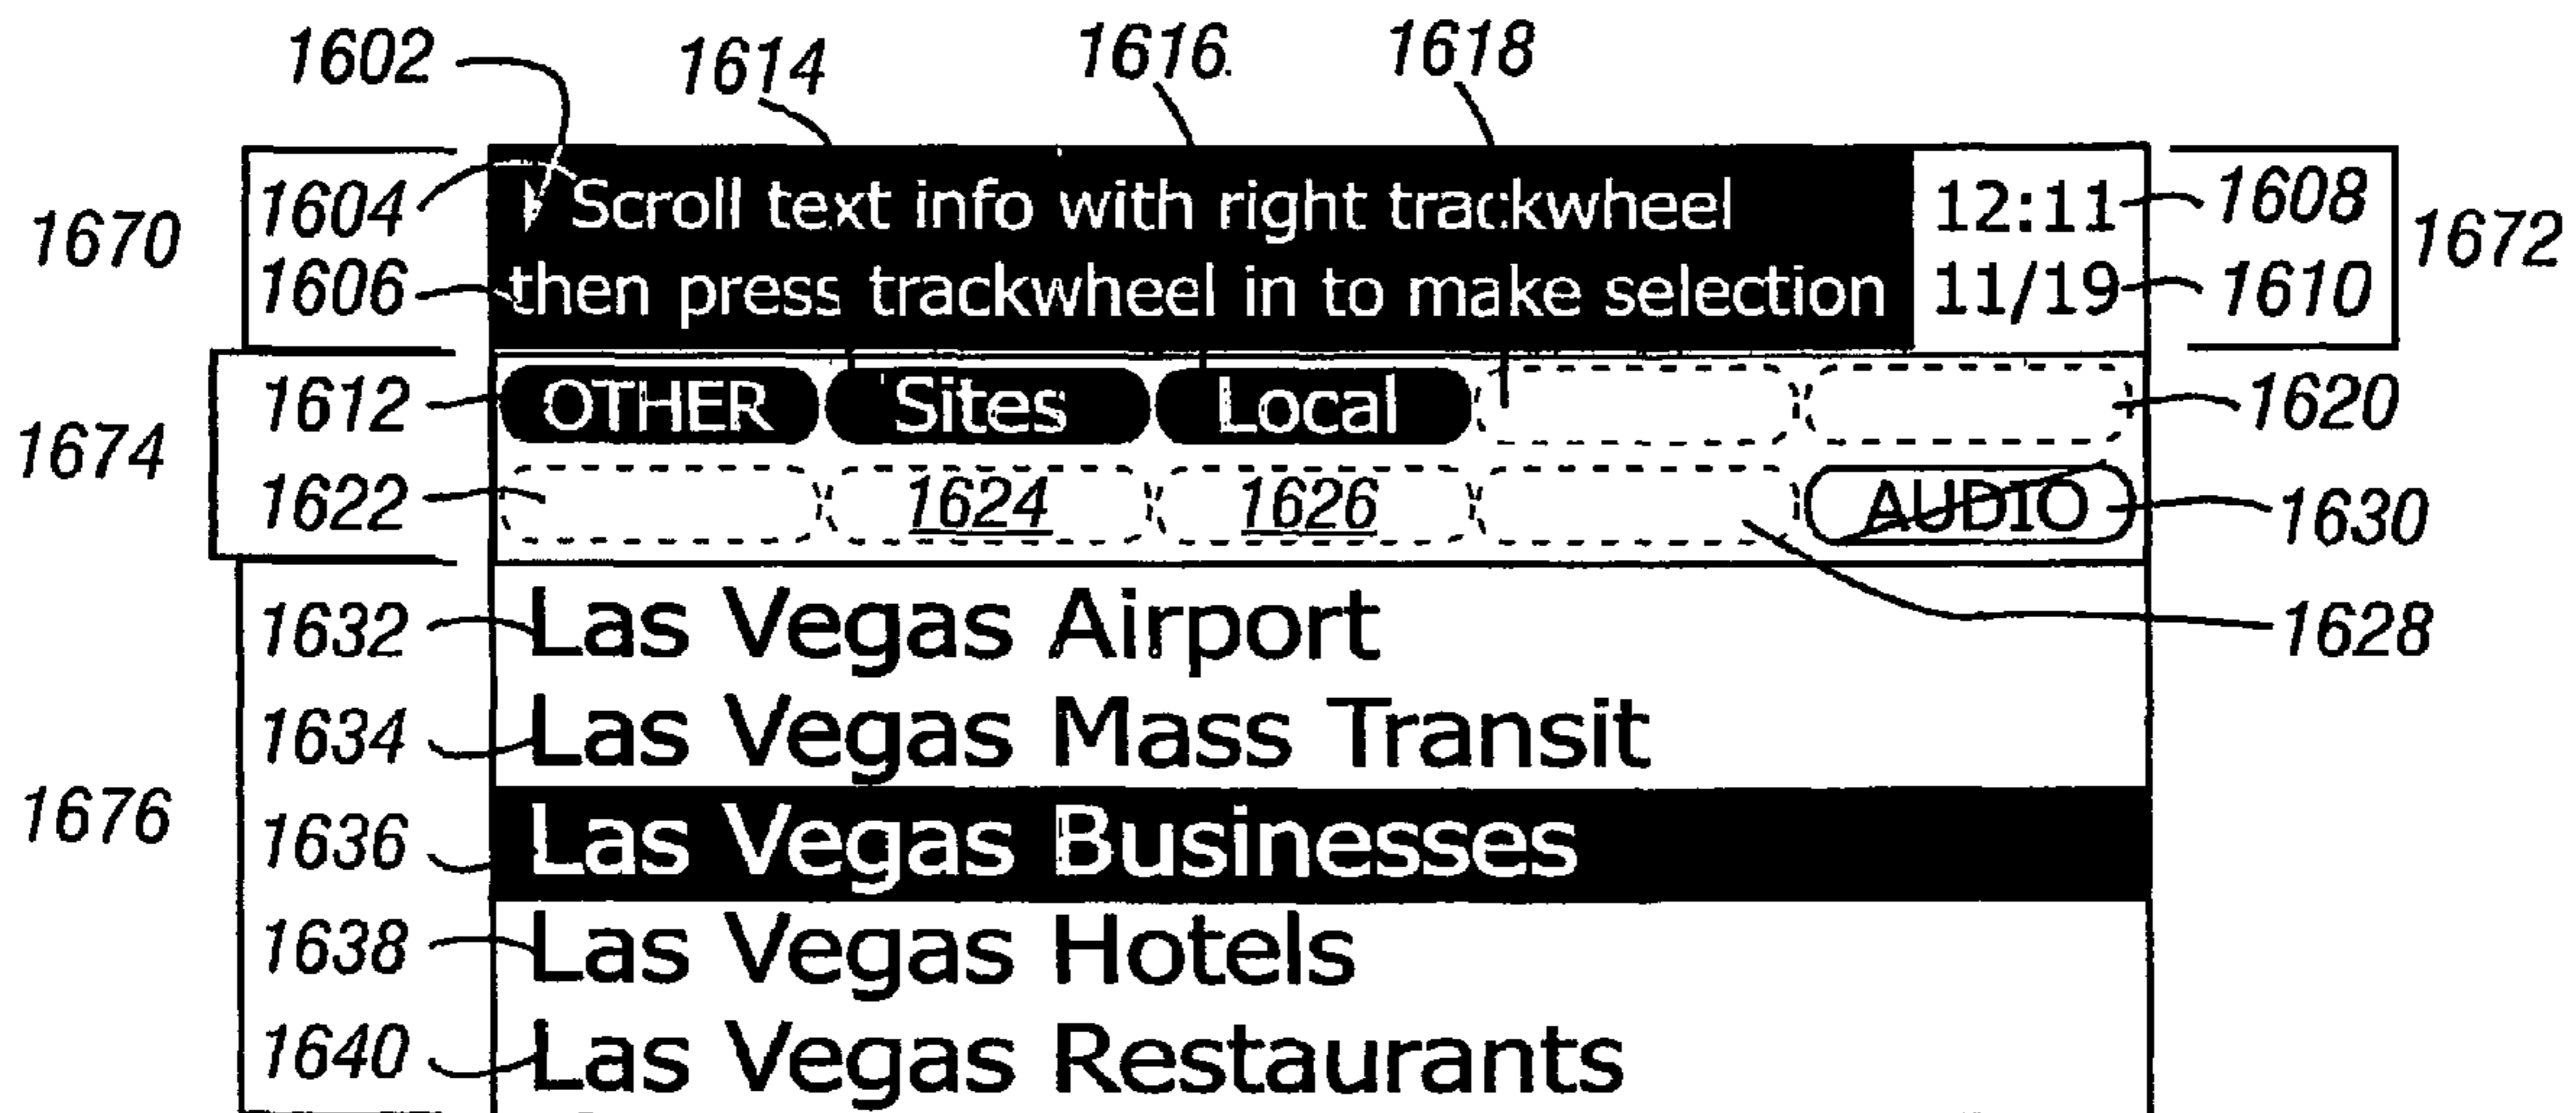 1602 1614 1616 1618
1604 Scroll text info with right trackwheel 12:11 1608
1670 1672
1606 then press trackwheel in to make selection 11/19 1610
1612 OTHER Sites Local 1620
1674
1622 1624 1626 AUDIO 1630
1632 Las Vegas Airport 1628
1634 Las Vegas Mass Transit
1676
1636 Las Vegas Businesses
1638 Las Vegas Hotels
1640 Las Vegas Restaurants